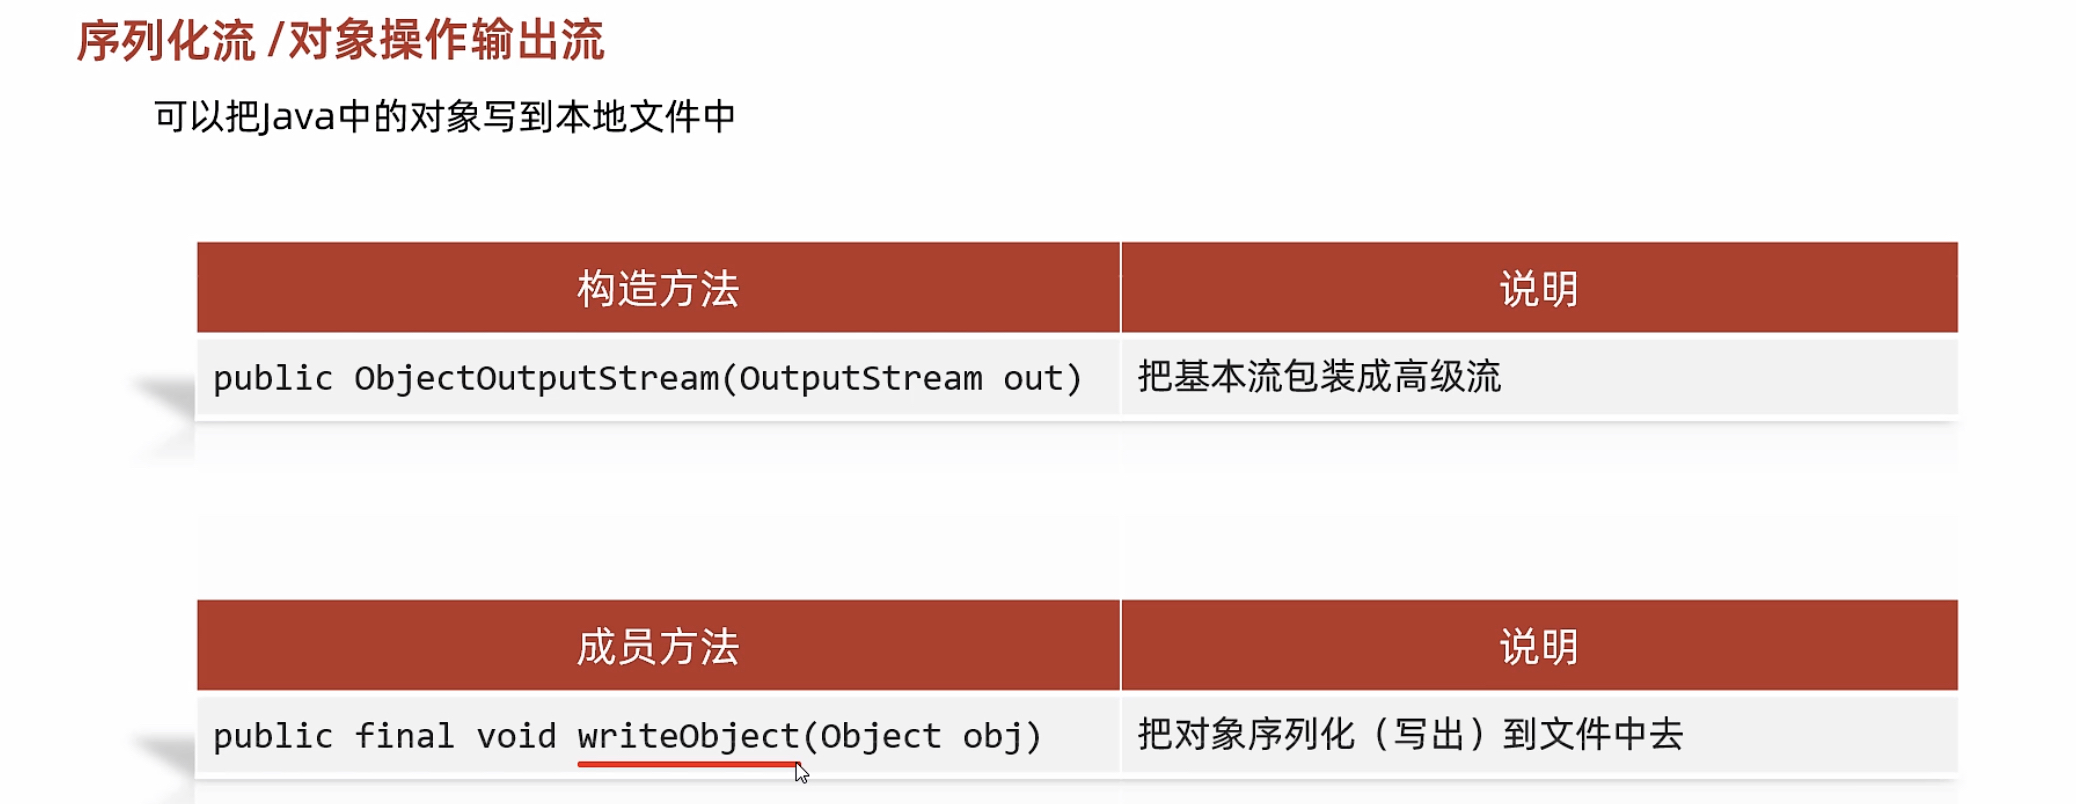 序列化流 /对象操作输出流
可以把Java中的对象写到本地文件中
构造方法 说明
public ObjectOutputStream(OutputStream out) 把基本流包装成高级流
成员方法 说明
public final void writeObject(Object obj) 把对象序列化（写出）到文件中去